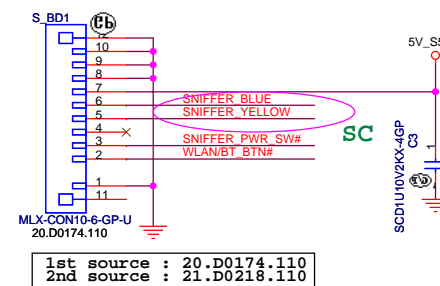 S_BD1
12
10
9
8
7
6
5
4
3
2
1
11
SNIFFER_BLUE
SNIFFER_YELLOW
SNIFFER_PWR_SW#
WLAN/BT_BTN#
SC
5V_S5
1
C3
SCD1U10V2KX-4GP
MLX-CON10-6-GP-U
20.D0174.110
1st source : 20.D0174.110
2nd source : 21.D0218.110